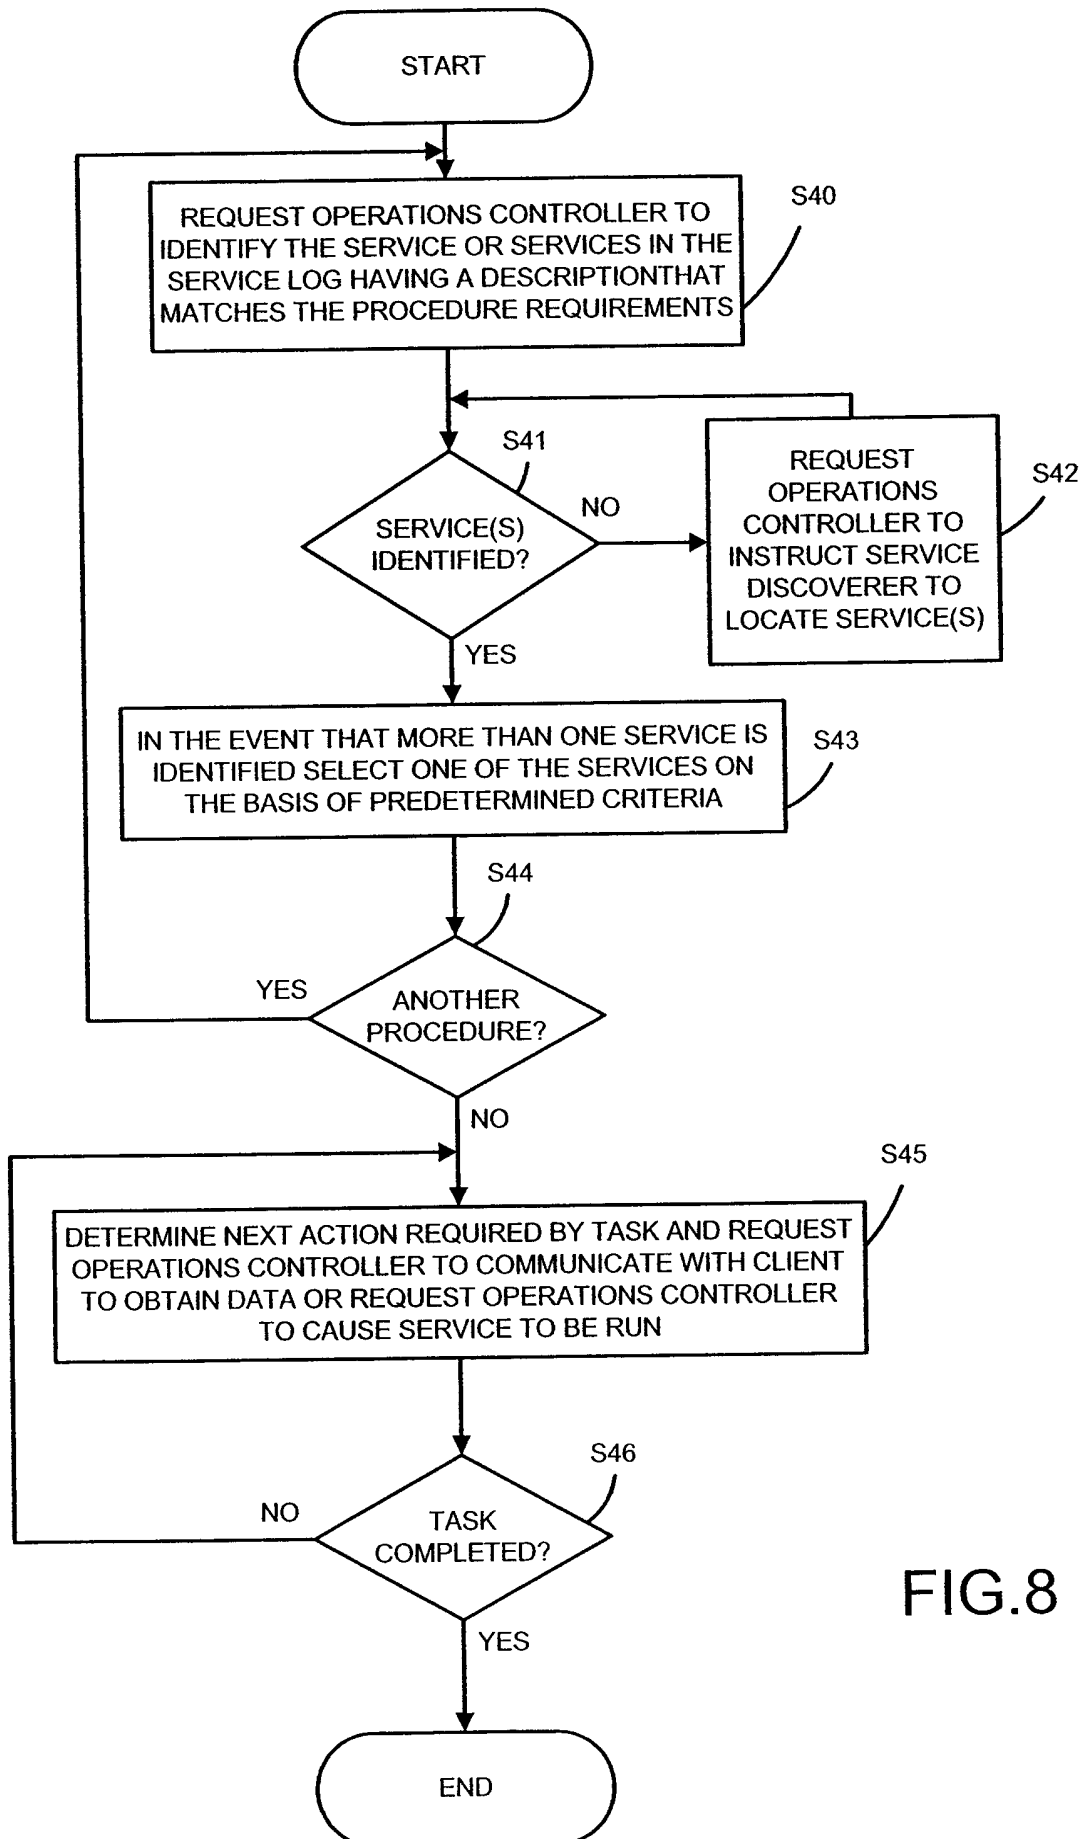 START
REQUEST OPERATIONS CONTROLLER TO
IDENTIFY THE SERVICE OR SERVICES IN THE
SERVICE LOG HAVING A DESCRIPTIONTHAT
MATCHES THE PROCEDURE REQUIREMENTS
S40
S41
SERVICE(S)
IDENTIFIED?
NO
REQUEST
OPERATIONS
CONTROLLER TO
INSTRUCT SERVICE
DISCOVERER TO
LOCATE SERVICE(S)
S42
YES
IN THE EVENT THAT MORE THAN ONE SERVICE IS
IDENTIFIED SELECT ONE OF THE SERVICES ON
THE BASIS OF PREDETERMINED CRITERIA
S43
S44
YES
ANOTHER
PROCEDURE?
NO
S45
DETERMINE NEXT ACTION REQUIRED BY TASK AND REQUEST
OPERATIONS CONTROLLER TO COMMUNICATE WITH CLIENT
TO OBTAIN DATA OR REQUEST OPERATIONS CONTROLLER
TO CAUSE SERVICE TO BE RUN
S46
NO
TASK
COMPLETED?
YES
FIG.8
END